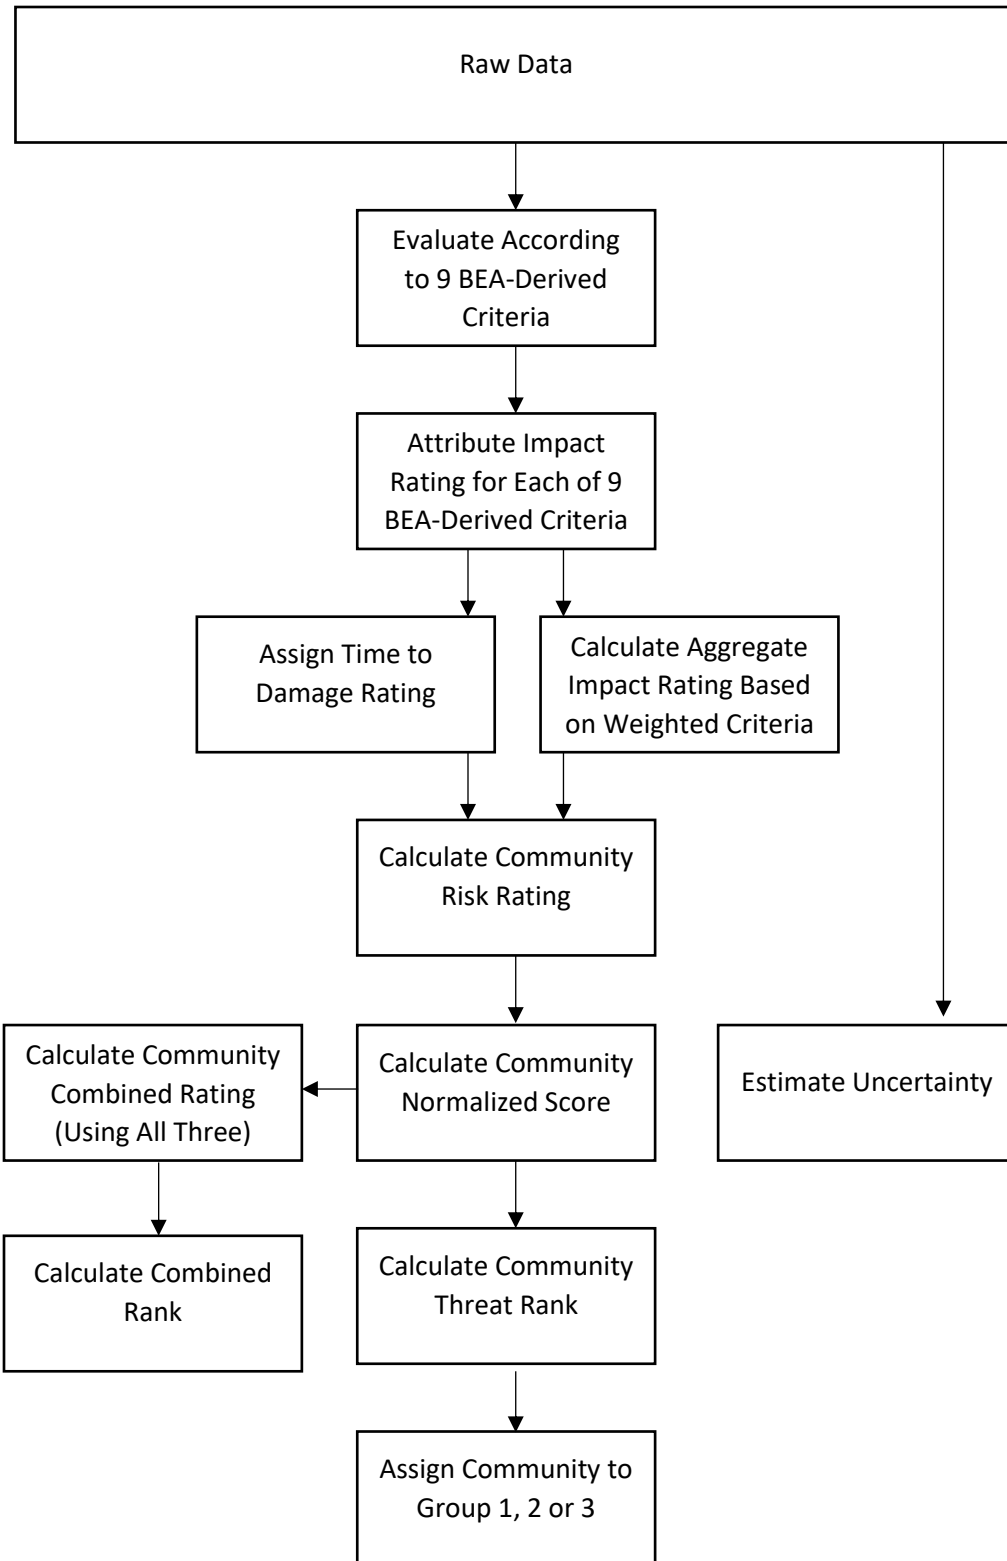 Raw Data
Evaluate According
to 9 BEA-Derived
Criteria
Attribute Impact
Rating for Each of 9
BEA-Derived Criteria
Assign Time to
Damage Rating
Calculate Aggregate
Impact Rating Based
on Weighted Criteria
Calculate Community
Risk Rating
Calculate Community
Combined Rating
(Using All Three)
Calculate Community
Normalized Score
Estimate Uncertainty
Calculate Combined
Rank
Calculate Community
Threat Rank
Assign Community to
Group 1, 2 or 3